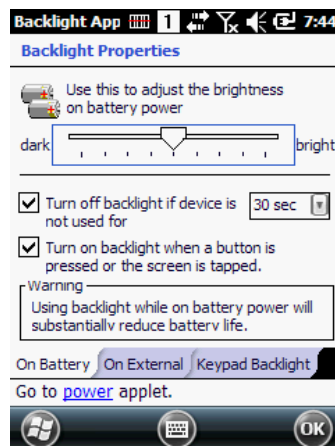 Backlight App 1 7:44
Backlight Properties
Use this to adjust the brightness
on battery power
dark bright
Turn off backlight if device is 30 sec
not used for
Turn on backlight when a button is
pressed or the screen is tapped.
Warning
Using backlight while on battery power will
substantially reduce battery life.
On Battery On External Keypad Backlight
Go to power applet.
OK